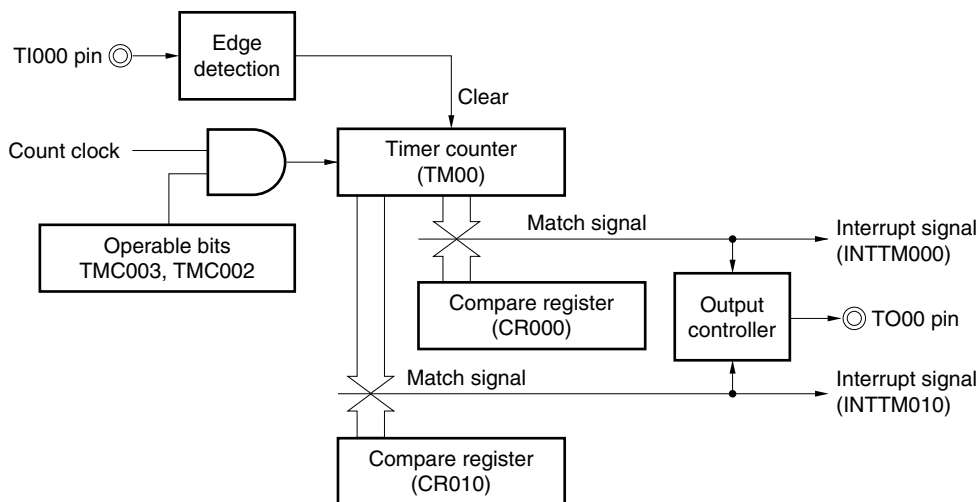 TI000 pin
Edge
detection
Clear
Count clock
Timer counter
(TM00)
Operable bits
TMC003, TMC002
Match signal
Interrupt signal
(INTTM000)
Compare register
(CR000)
Output
controller
TO00 pin
Match signal
Interrupt signal
(INTTM010)
Compare register
(CR010)